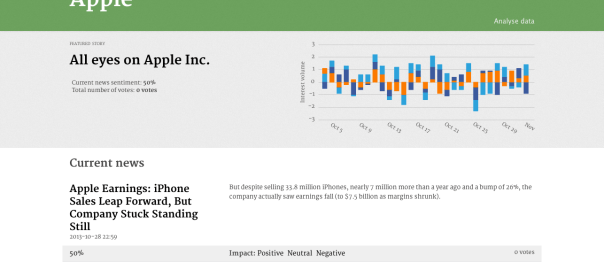 Apple
Analyse data
FEATURED STORY
All eyes on Apple Inc.
Current news sentiment: 50%
Total number of votes: 0 votes
Interest volume
3
2
1
0
−1
−2
−3
Oct 5
Oct 9
Oct 13
Oct 17
Oct 21
Oct 25
Oct 29
Nov
Current news
Apple Earnings: iPhone
Sales Leap Forward, But
Company Stuck Standing
Still
2013-10-28 22:59
But despite selling 33.8 million iPhones, nearly 7 million more than a year ago and a bump of 26%, the
company actually saw earnings fall (to $7.5 billion as margins shrunk).
50%
Impact: Positive Neutral Negative
0 votes